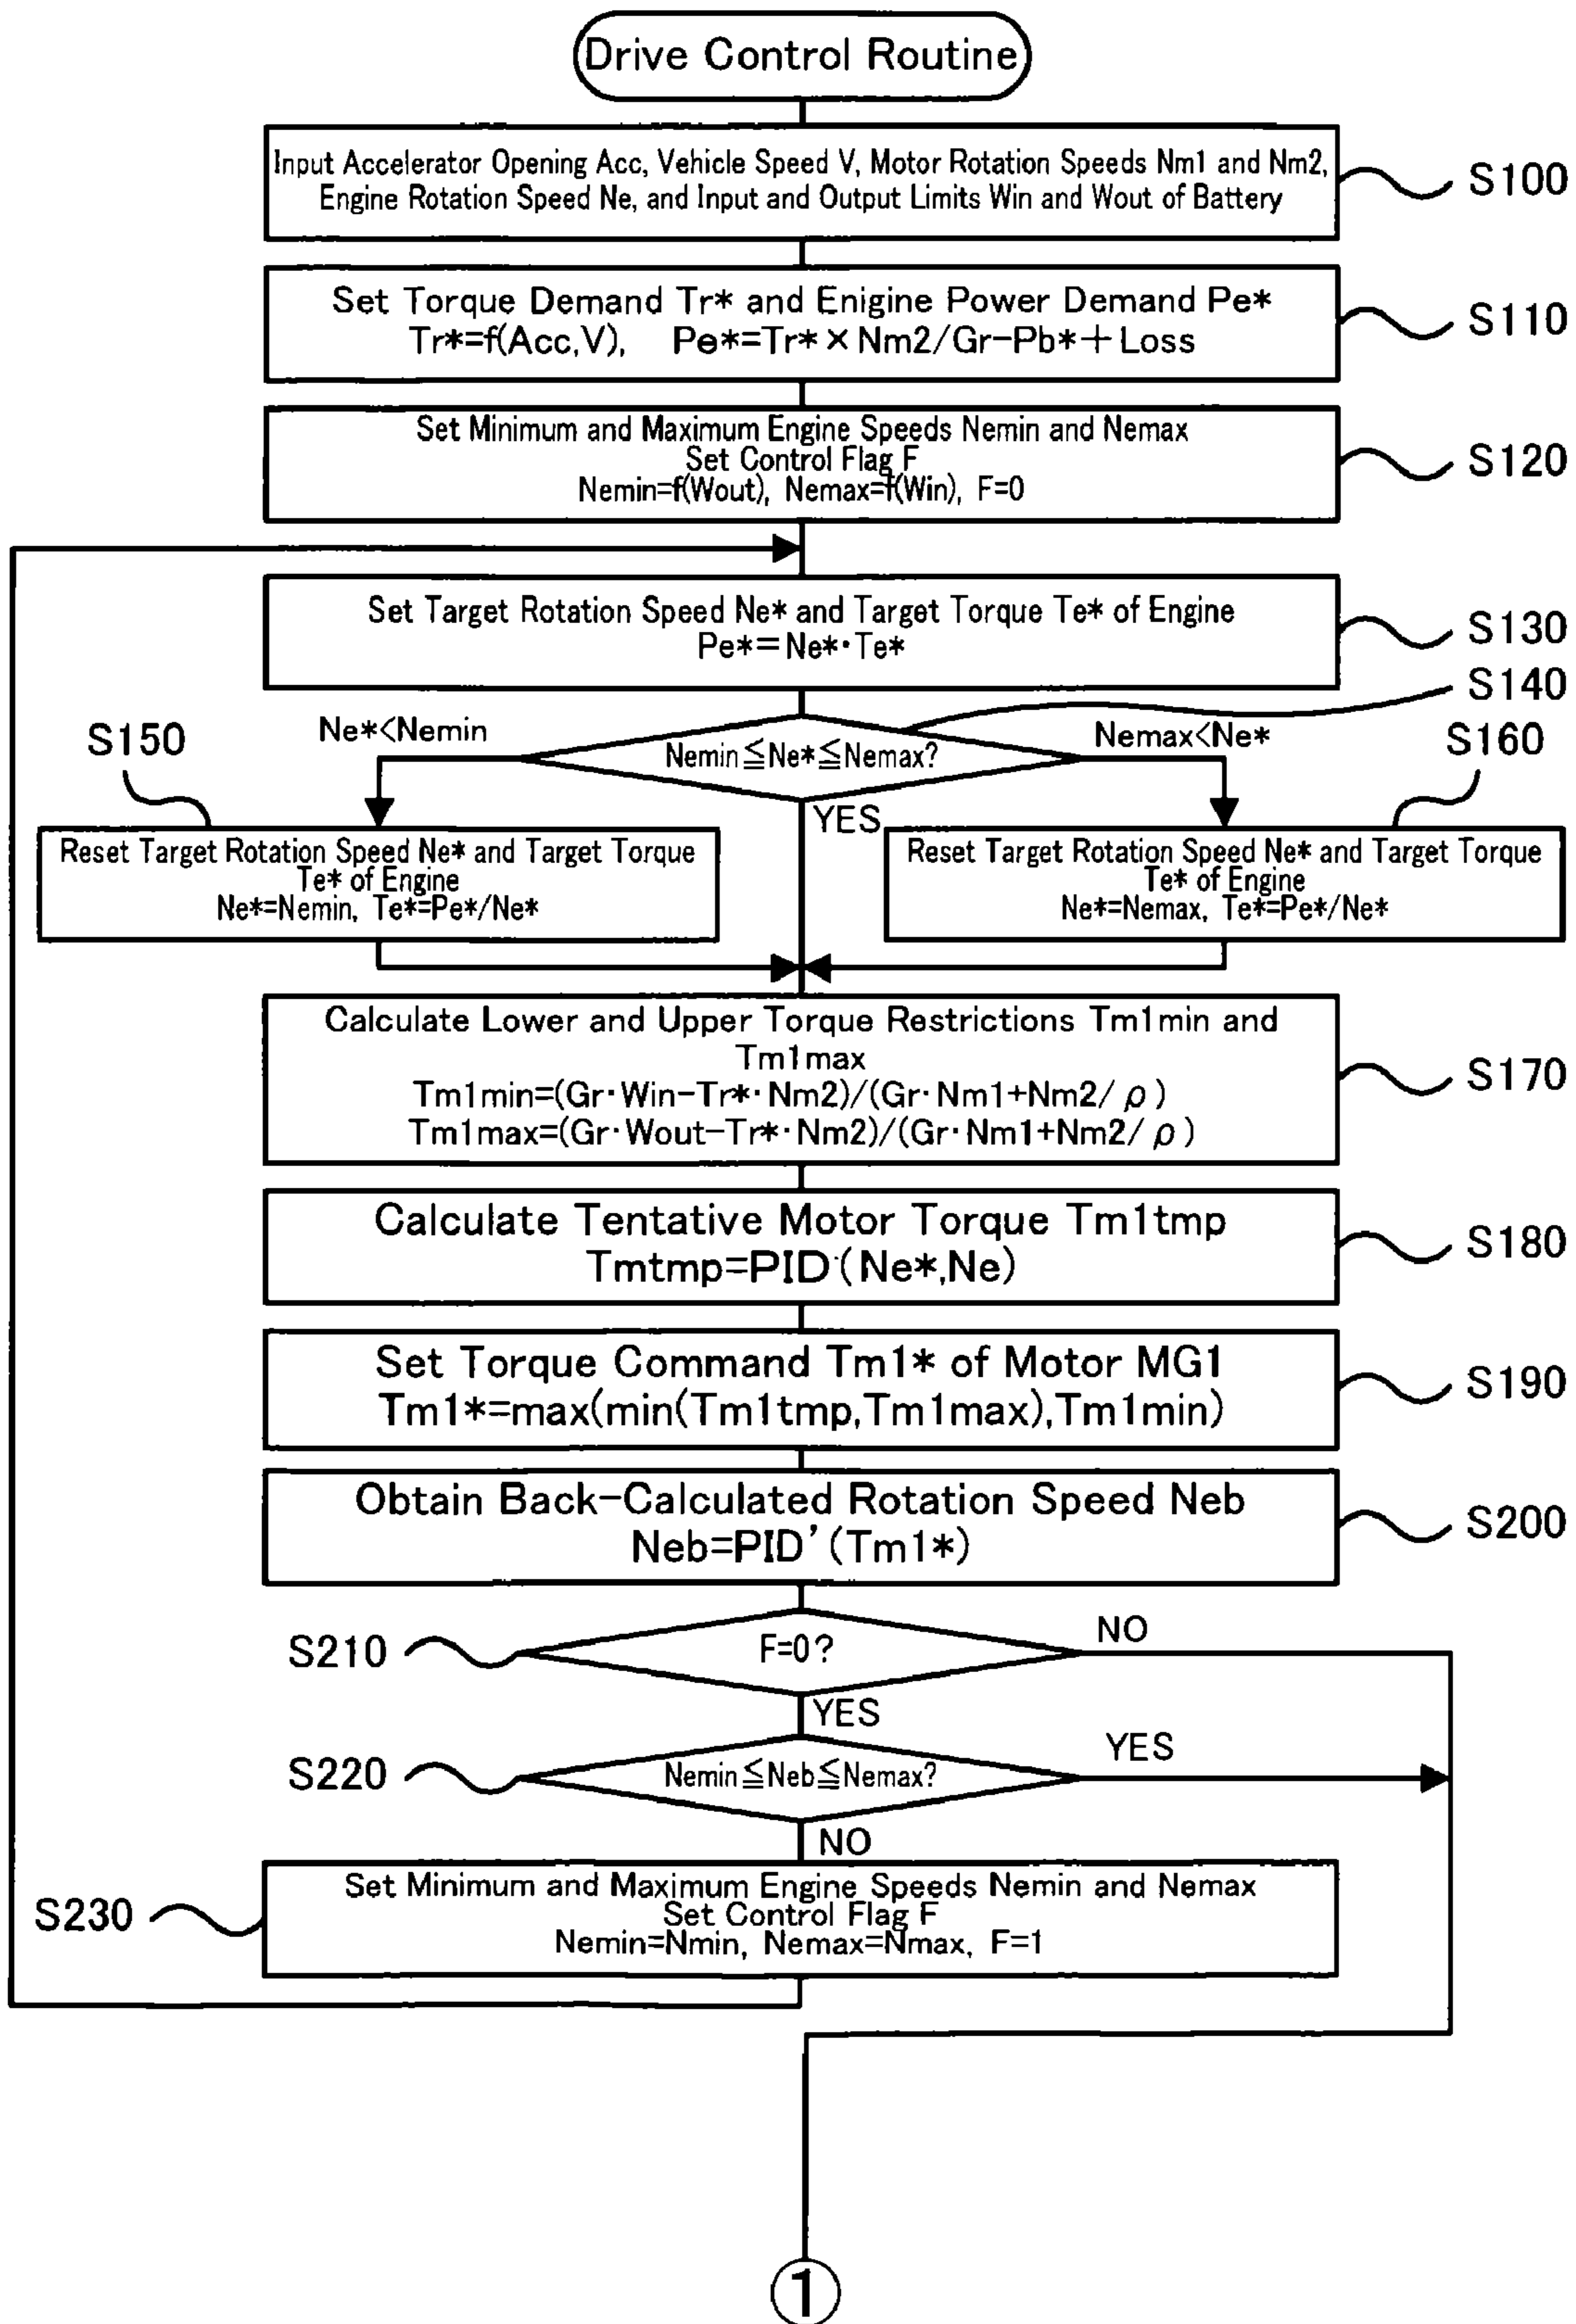 Drive Control Routine
Input Accelerator Opening Acc, Vehicle Speed V, Motor Rotation Speeds Nm1 and Nm2,
Engine Rotation Speed Ne, and Input and Output Limits Win and Wout of Battery
S100
Set Torque Demand Tr* and Enigine Power Demand Pe*
Tr*=f(Acc,V), Pe*=Tr*×Nm2/Gr-Pb*+Loss
S110
Set Minimum and Maximum Engine Speeds Nemin and Nemax
Set Control Flag F
Nemin=f(Wout), Nemax=f(Win), F=0
S120
Set Target Rotation Speed Ne* and Target Torque Te* of Engine
Pe*=Ne*·Te*
S130
S140
Ne*<Nemin
Nemin≦Ne*≦Nemax?
Nemax<Ne*
S150
S160
YES
Reset Target Rotation Speed Ne* and Target Torque
Te* of Engine
Ne*=Nemin, Te*=Pe*/Ne*
Reset Target Rotation Speed Ne* and Target Torque
Te* of Engine
Ne*=Nemax, Te*=Pe*/Ne*
Calculate Lower and Upper Torque Restrictions Tm1min and
Tm1max
Tm1min=(Gr·Win-Tr*·Nm2)/(Gr·Nm1+Nm2/ρ)
Tm1max=(Gr·Wout-Tr*·Nm2)/(Gr·Nm1+Nm2/ρ)
S170
Calculate Tentative Motor Torque Tm1tmp
Tmtmp=PID(Ne*,Ne)
S180
Set Torque Command Tm1* of Motor MG1
Tm1*=max(min(Tm1tmp,Tm1max),Tm1min)
S190
Obtain Back-Calculated Rotation Speed Neb
Neb=PID'(Tm1*)
S200
S210
F=0?
NO
YES
S220
Nemin≦Neb≦Nemax?
YES
NO
S230
Set Minimum and Maximum Engine Speeds Nemin and Nemax
Set Control Flag F
Nemin=Nmin, Nemax=Nmax, F=1
1